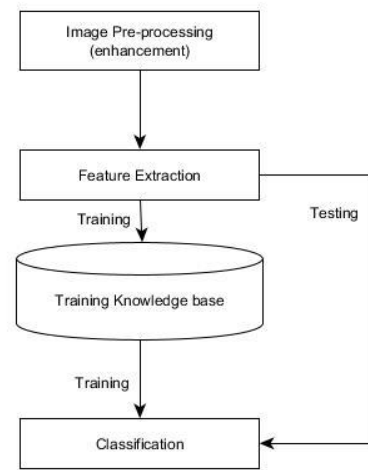 Image Pre-processing
(enhancement)
Feature Extraction
Training
Testing
Training Knowledge base
Training
Classification